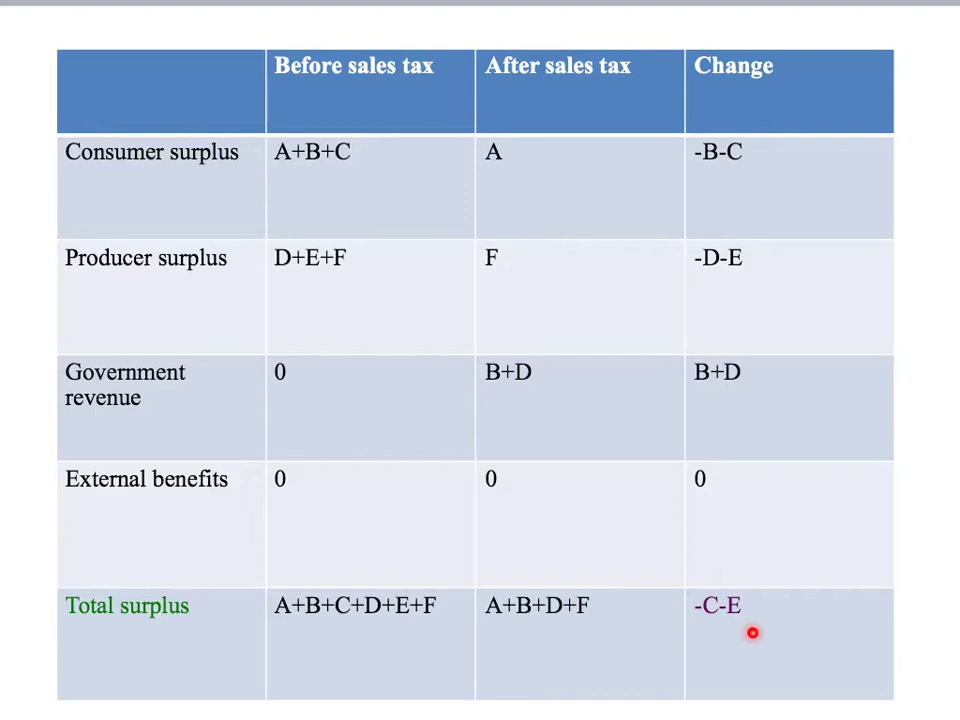 Before sales tax After sales tax Change
Consumer surplus A+B+C A -B-C
Producer surplus D+E+F F -D-E
Government
revenue 0 B+D B+D
External benefits 0 0 0
Total surplus A+B+C+D+E+F A+B+D+F -C-E